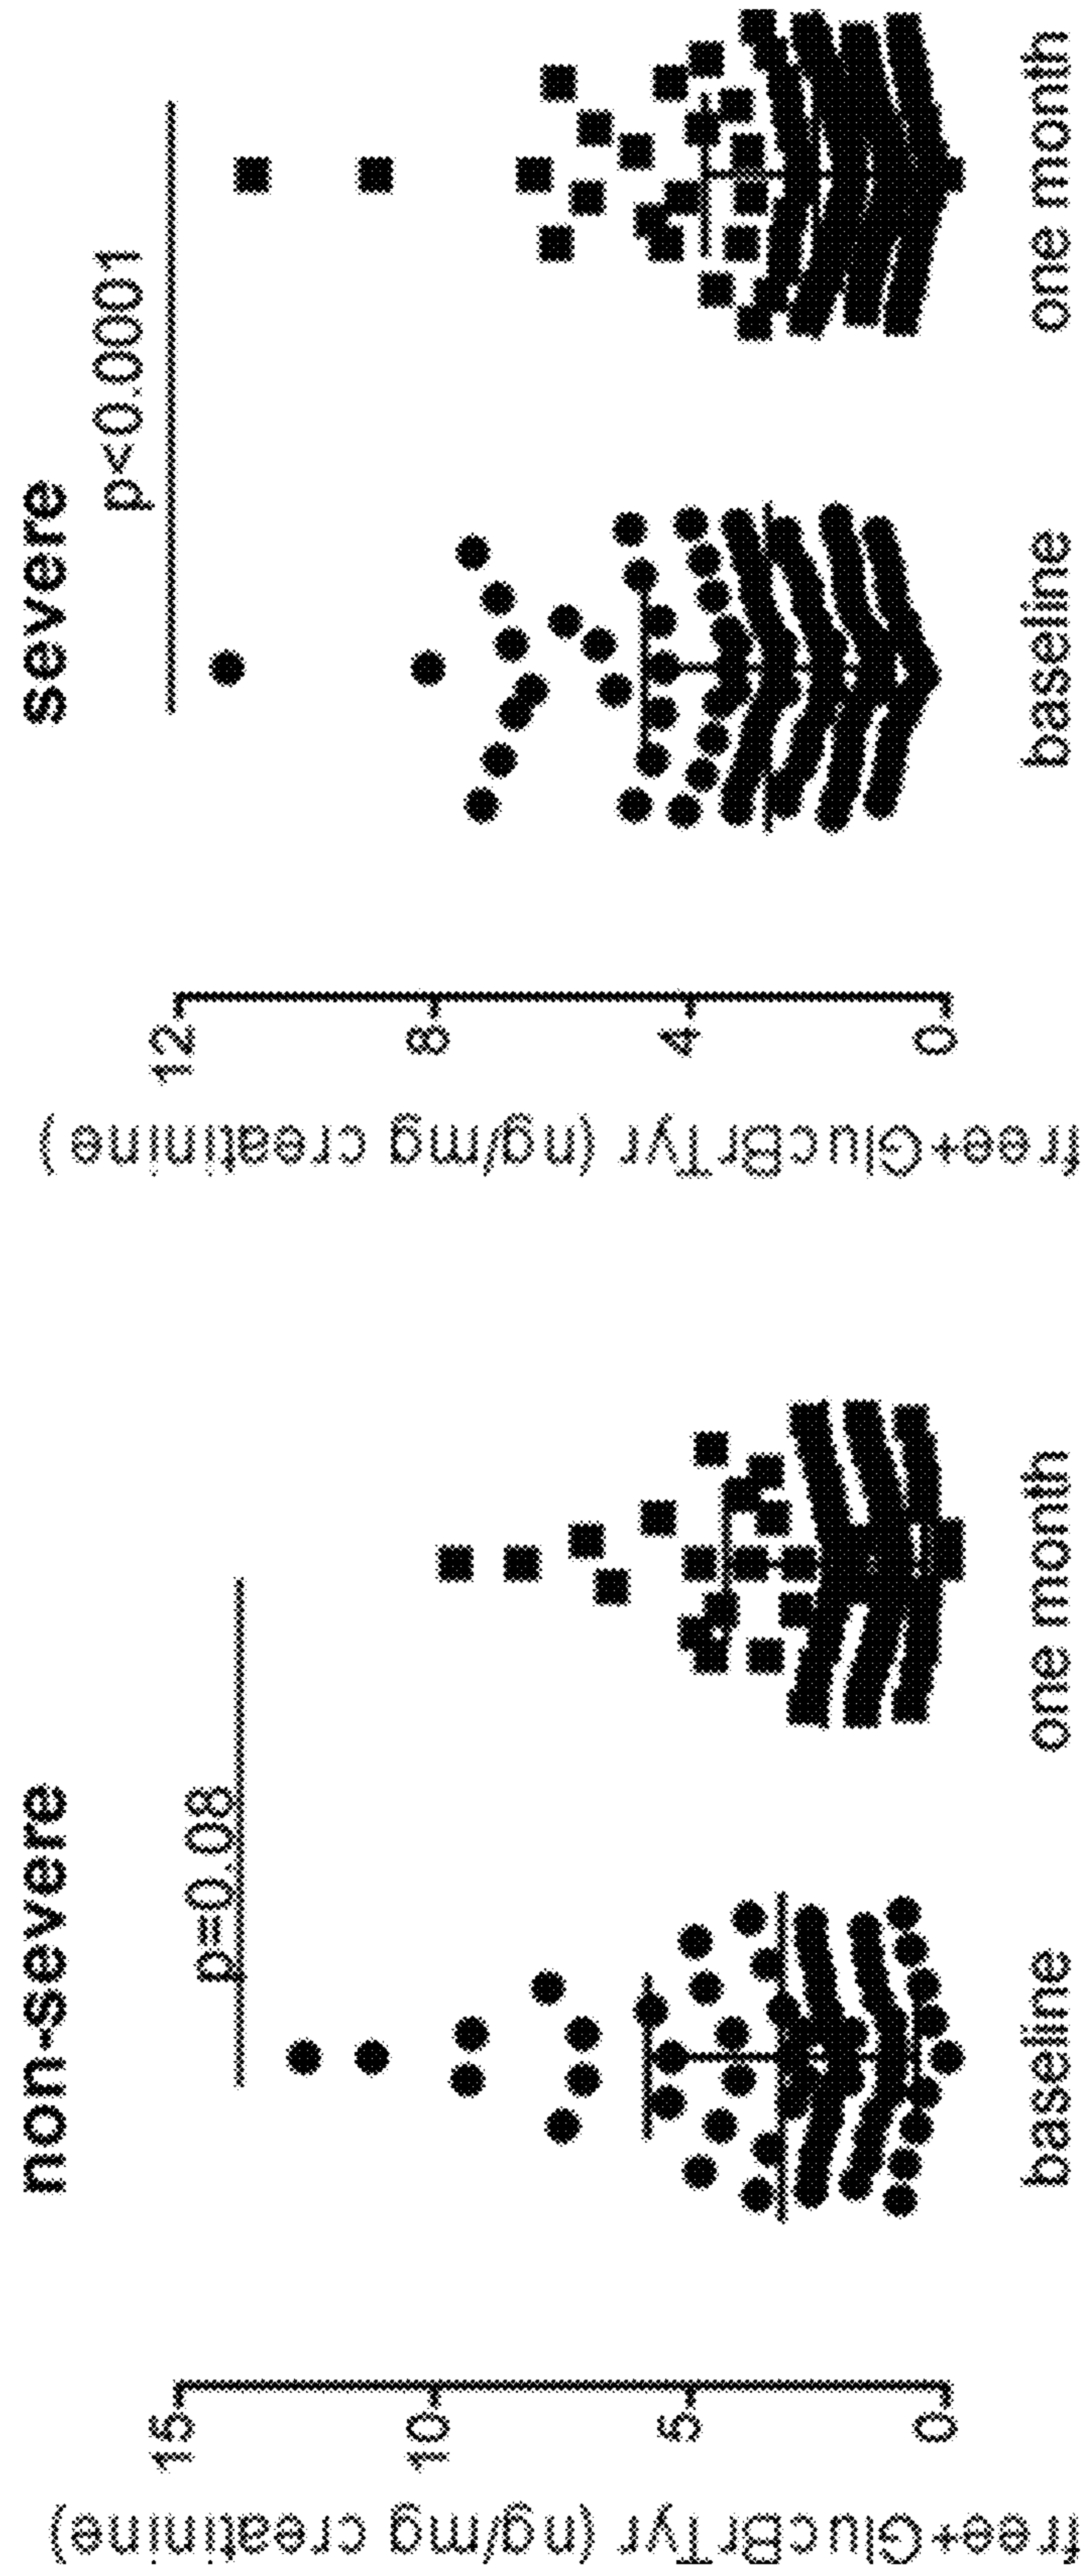 non-severe
free+GlucBrTyr (ng/mg creatinine)
15
10
5
0
p=0.08
baseline
one month
severe
free+GlucBrTyr (ng/mg creatinine )
12
8
4
0
p<0.0001
baseline
one month